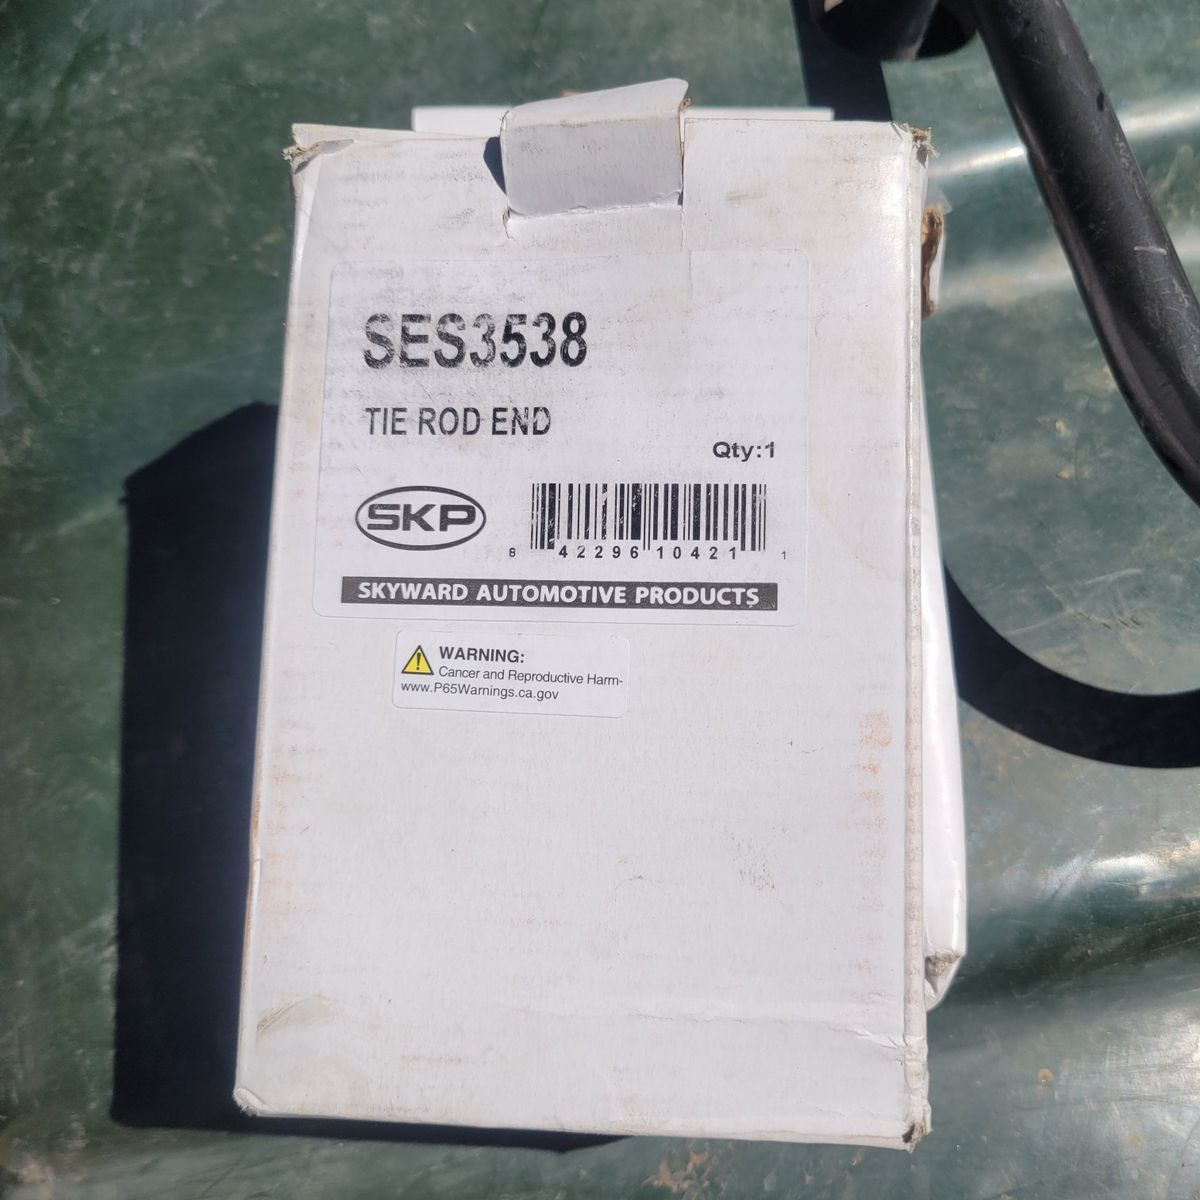 SES3538
TIE ROD END
Qty:1
SKP
8 42296 10421 1
SKYWARD AUTOMOTIVE PRODUCTS
WARNING:
Cancer and Reproductive Harm-
www.P65Warnings.ca.gov